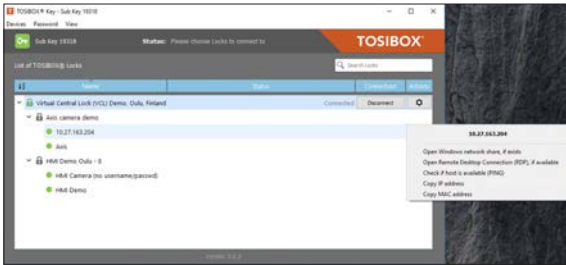 TOSIBOX® Key - Sub Key 19318
Devices Password View
Sub Key 19318 Status: Please choose Locks to connect to TOSIBOX®
List of TOSIBOX® Locks Search Locks
Name Status Connections Actions
Virtual Central Lock (VCL) Demo, Oulu, Finland Connected Disconnect
Axis camera demo
10.27.163.204
Axis
HMI Demo Oulu - 8
HMI Camera (no username/passwd)
HMI Demo
10.27.163.204
Open Windows network share, if exists
Open Remote Desktop Connection (RDP), if available
Check if host is available (PING)
Copy IP address
Copy MAC address